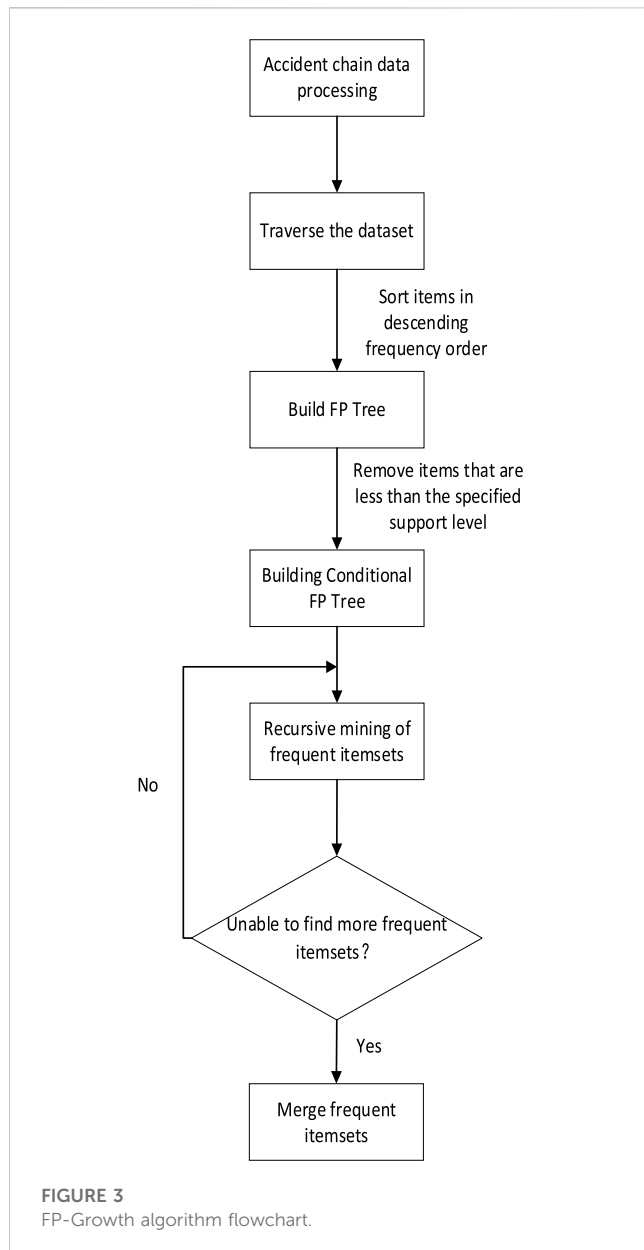 Accident chain data
processing
Traverse the dataset
Sort items in
descending
frequency order
Build FP Tree
Remove items that are
less than the specified
support level
Building Conditional
FP Tree
Recursive mining of
frequent itemsets
No
Unable to find more frequent
itemsets?
Yes
Merge frequent
itemsets
FIGURE 3
FP-Growth algorithm flowchart.